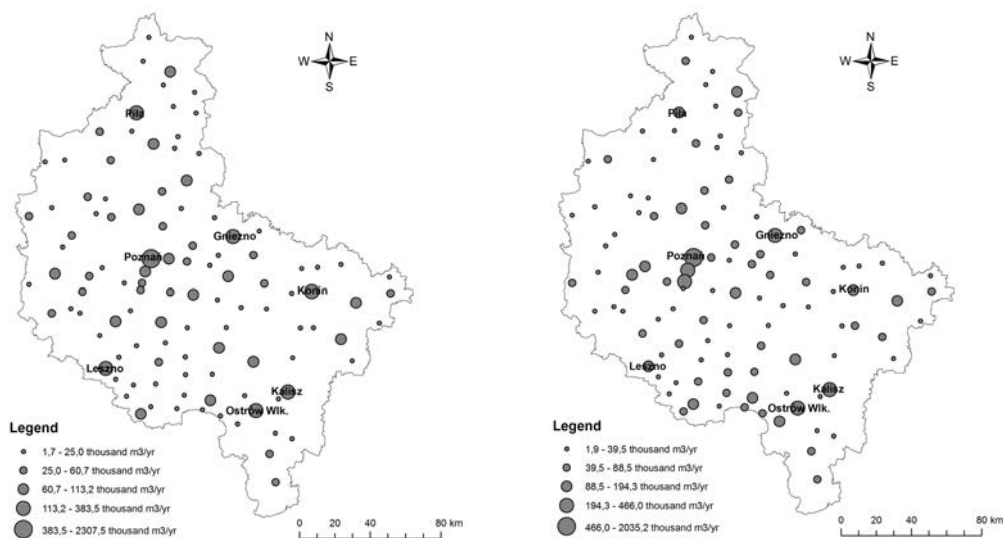 N
W E
S
Piła
Gniezno
Poznań
Konin
Leszno
Kalisz
Ostrów Wlk.
Legend
1,7 - 25,0 thousand m3/yr
25,0 - 60,7 thousand m3/yr
60,7 - 113,2 thousand m3/yr
113,2 - 383,5 thousand m3/yr
383,5 - 2307,5 thousand m3/yr
0 20 40 80 km
N
W E
S
Piła
Gniezno
Poznań
Konin
Leszno
Kalisz
Ostrów Wlk.
Legend
1,9 - 39,5 thousand m3/yr
39,5 - 88,5 thousand m3/yr
88,5 - 194,3 thousand m3/yr
194,3 - 466,0 thousand m3/yr
466,0 - 2035,2 thousand m3/yr
0 20 40 80 km